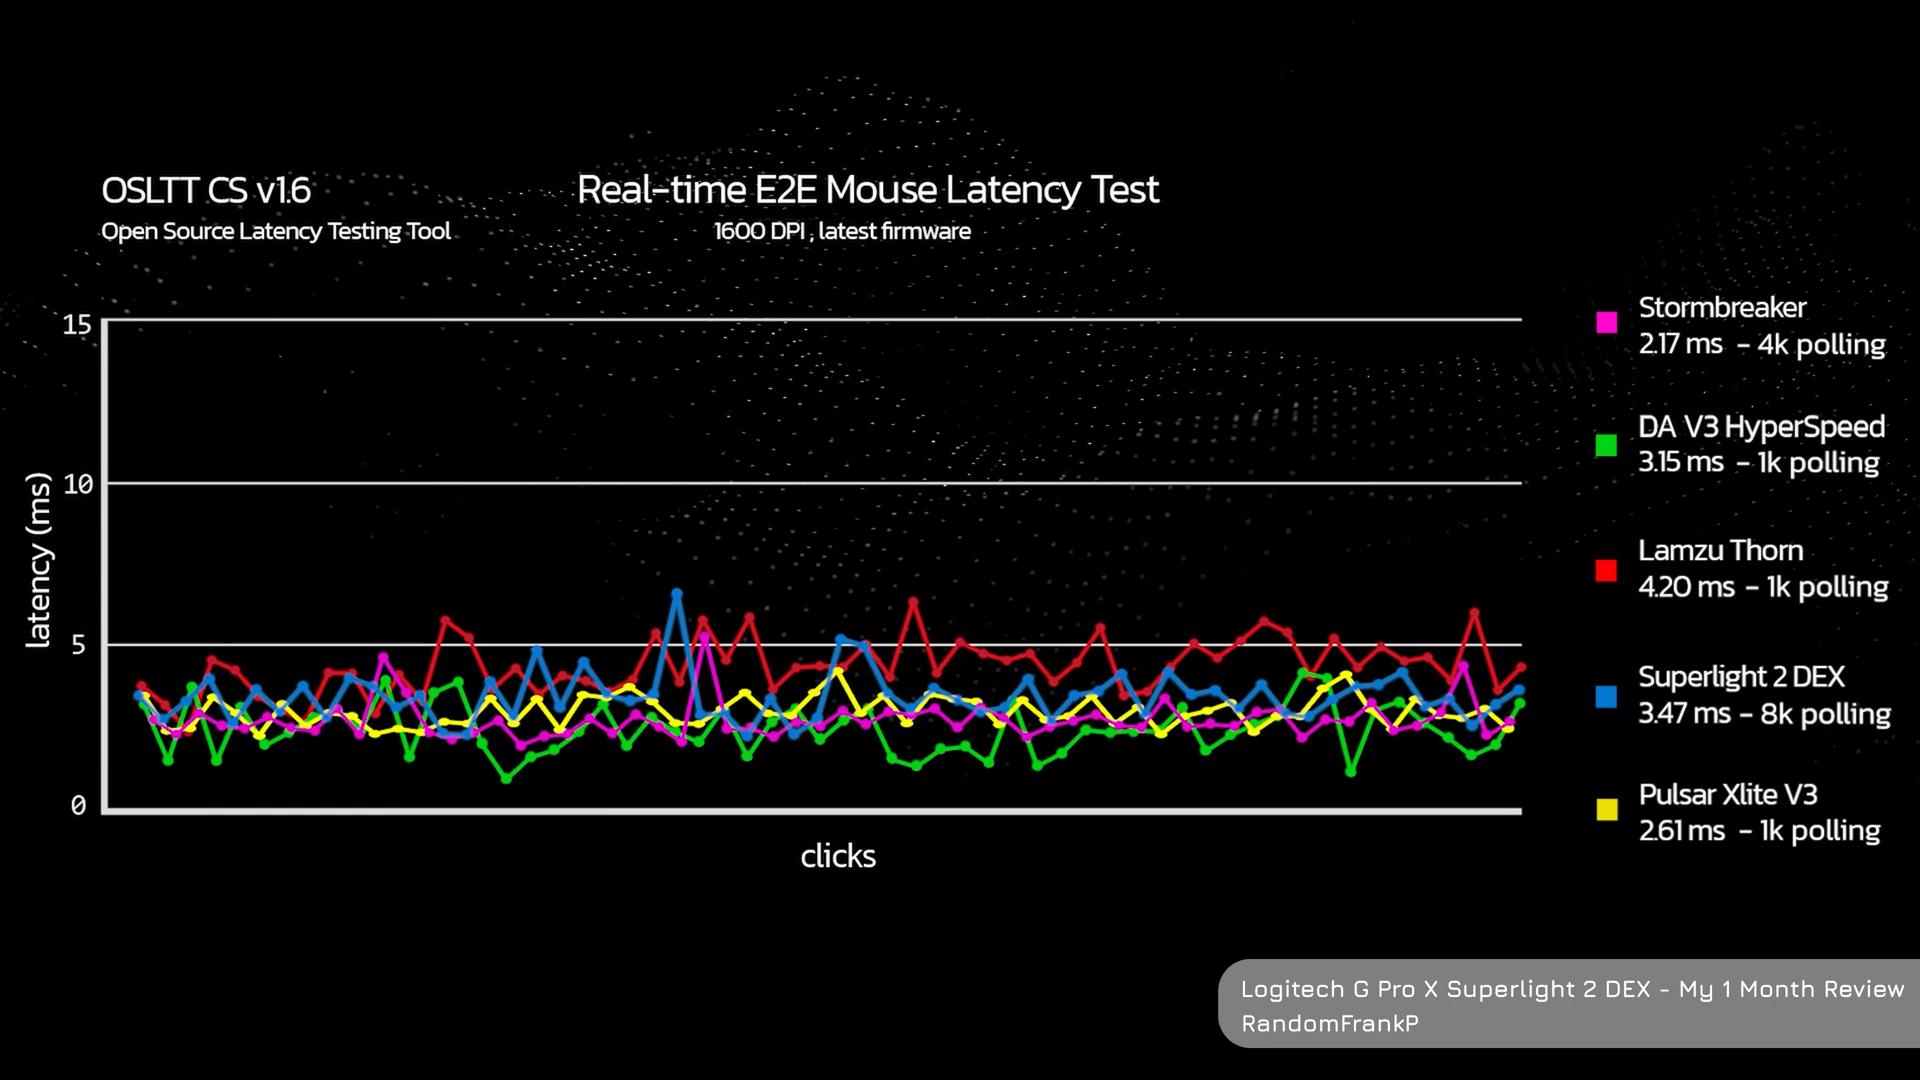 OSLTT CS v1.6
Open Source Latency Testing Tool
Real-time E2E Mouse Latency Test
1600 DPI , latest firmware
15
10
5
0
latency (ms)
clicks
Stormbreaker
2.17 ms - 4k polling
DA V3 HyperSpeed
3.15 ms - 1k polling
Lamzu Thorn
4.20 ms - 1k polling
Superlight 2 DEX
3.47 ms - 8k polling
Pulsar Xlite V3
2.61 ms - 1k polling
Logitech G Pro X Superlight 2 DEX - My 1 Month Review
RandomFrankP